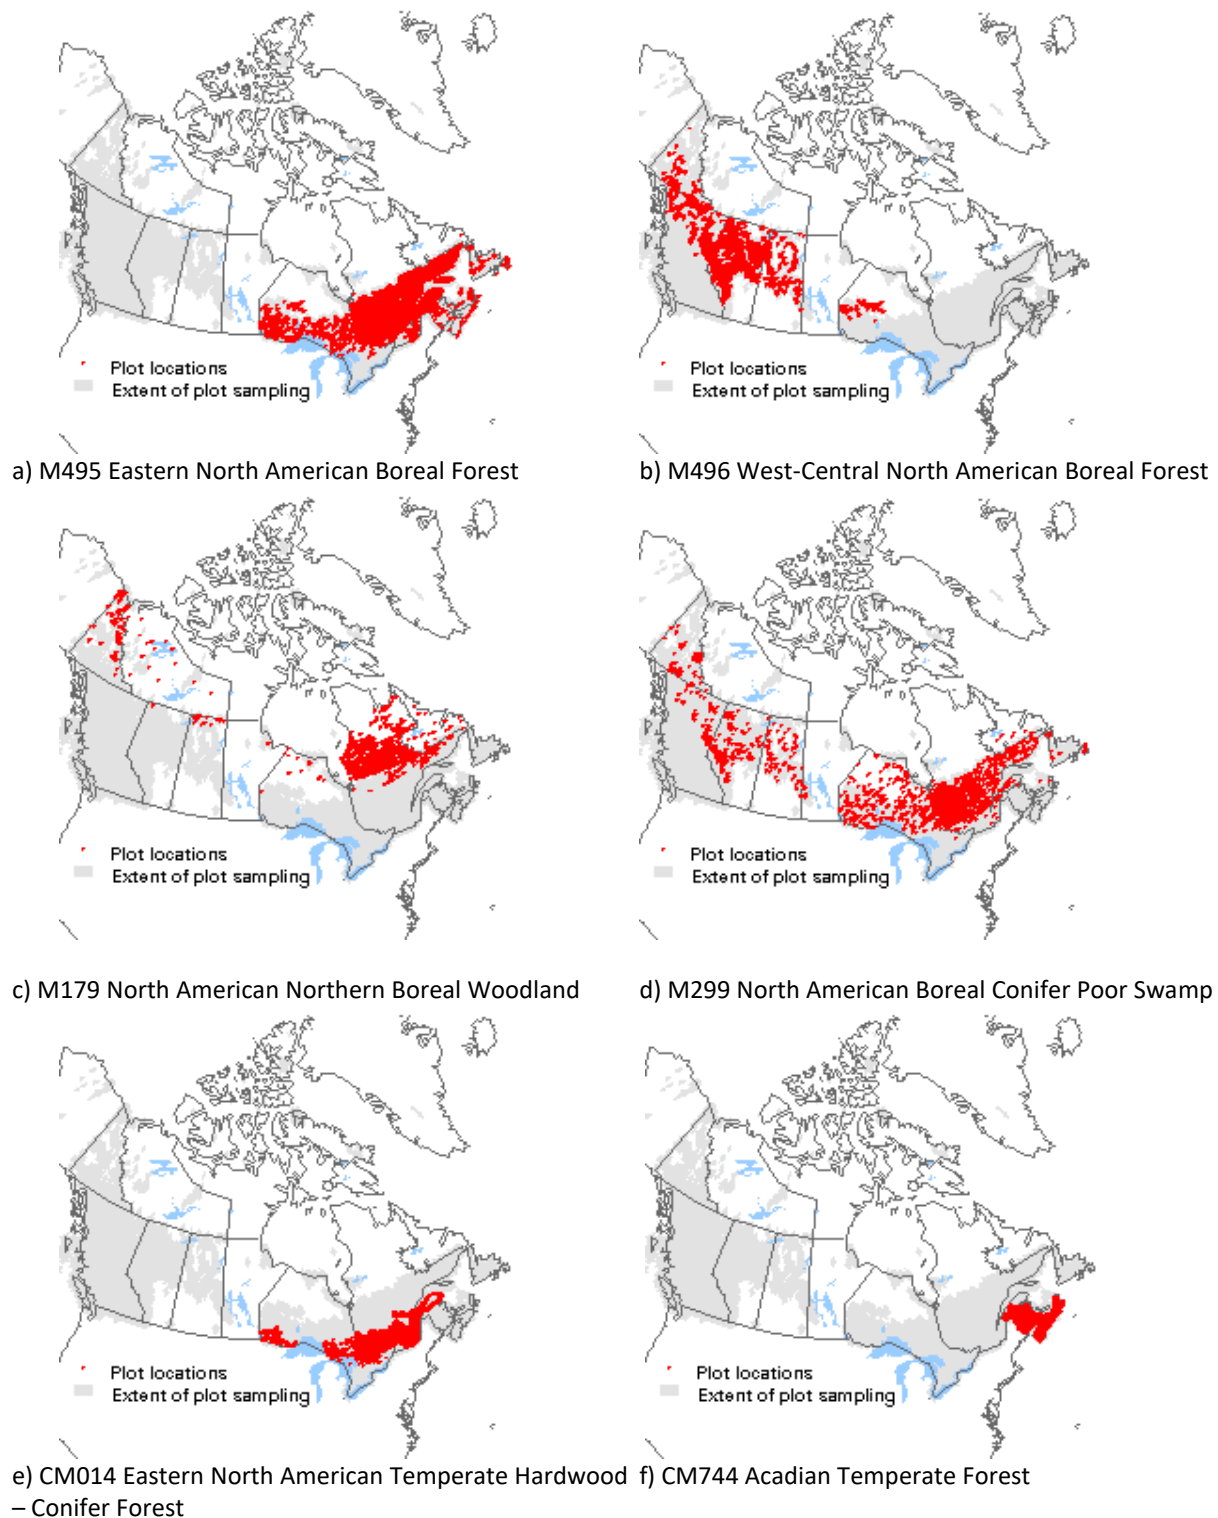 Plot locations
Extent of plot sampling
Plot locations
Extent of plot sampling
a) M495 Eastern North American Boreal Forest
b) M496 West-Central North American Boreal Forest
Plot locations
Extent of plot sampling
Plot locations
Extent of plot sampling
c) M179 North American Northern Boreal Woodland
d) M299 North American Boreal Conifer Poor Swamp
Plot locations
Extent of plot sampling
Plot locations
Extent of plot sampling
e) CM014 Eastern North American Temperate Hardwood
– Conifer Forest
f) CM744 Acadian Temperate Forest